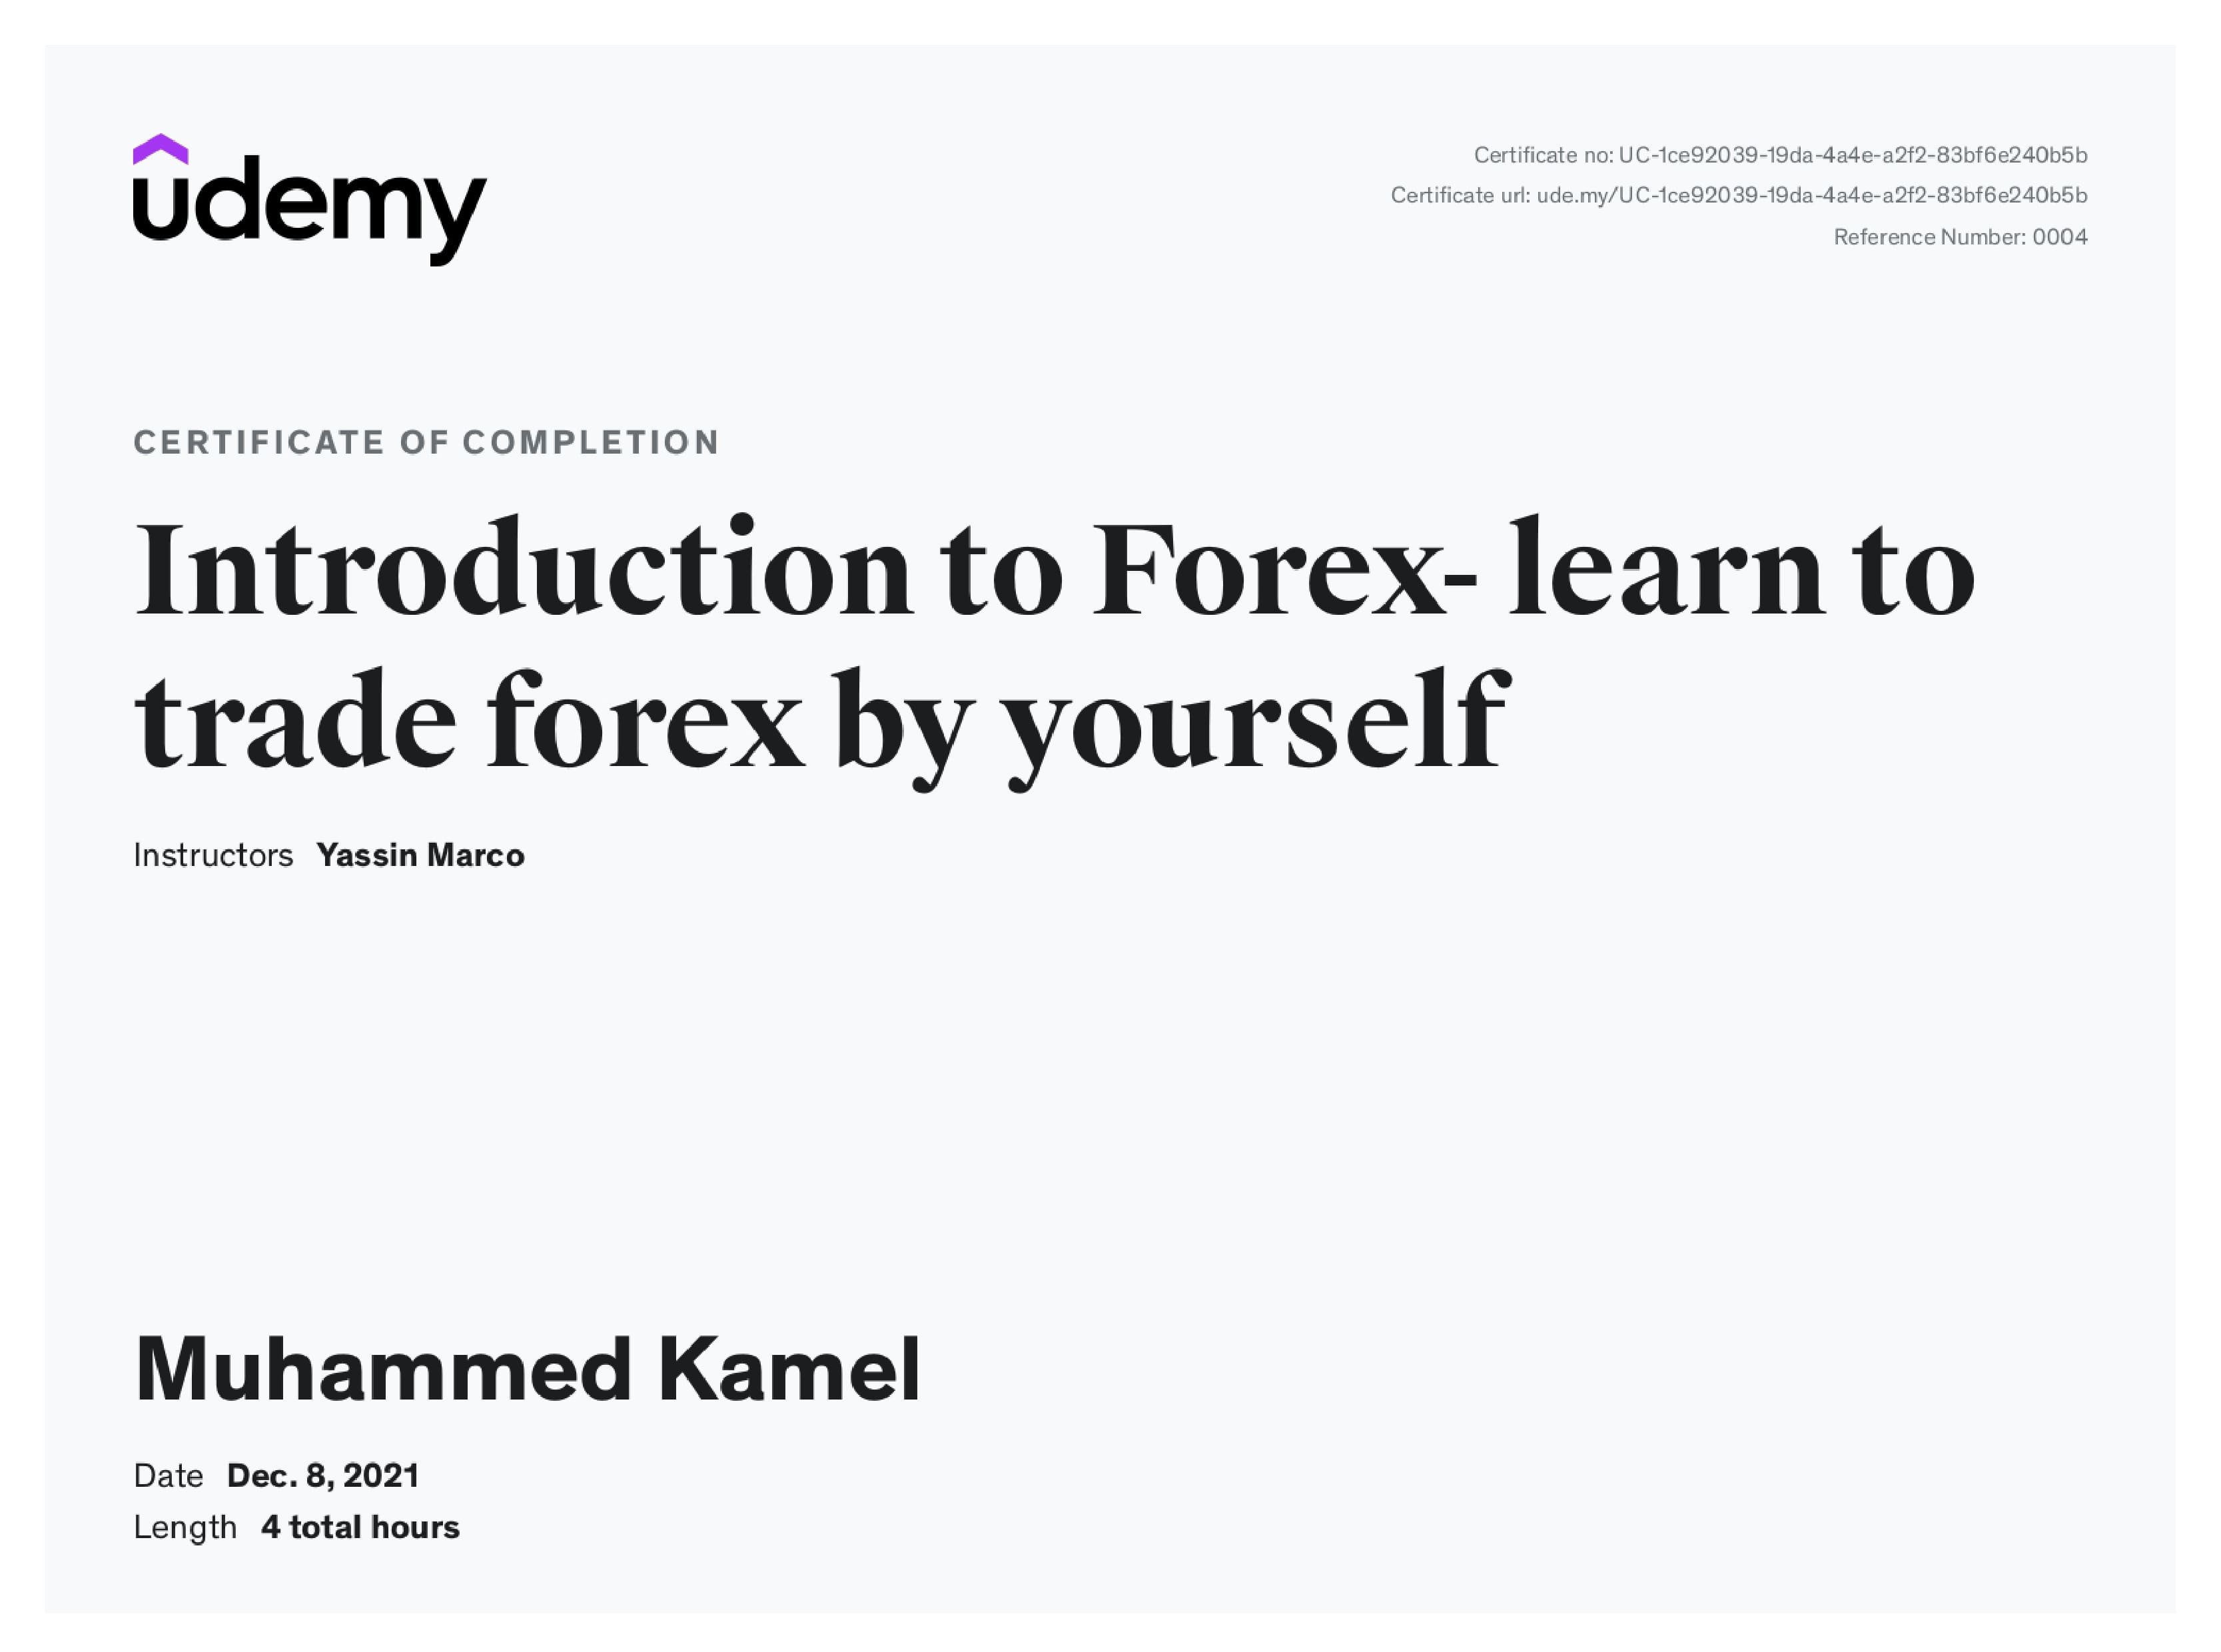 udemy
Certificate no: UC-1ce92039-19da-4a4e-a2f2-83bf6e240b5b
Certificate url: ude.my/UC-1ce92039-19da-4a4e-a2f2-83bf6e240b5b
Reference Number: 0004
CERTIFICATE OF COMPLETION
Introduction to Forex- learn to
trade forex by yourself
Instructors Yassin Marco
Muhammed Kamel
Date Dec. 8, 2021
Length 4 total hours